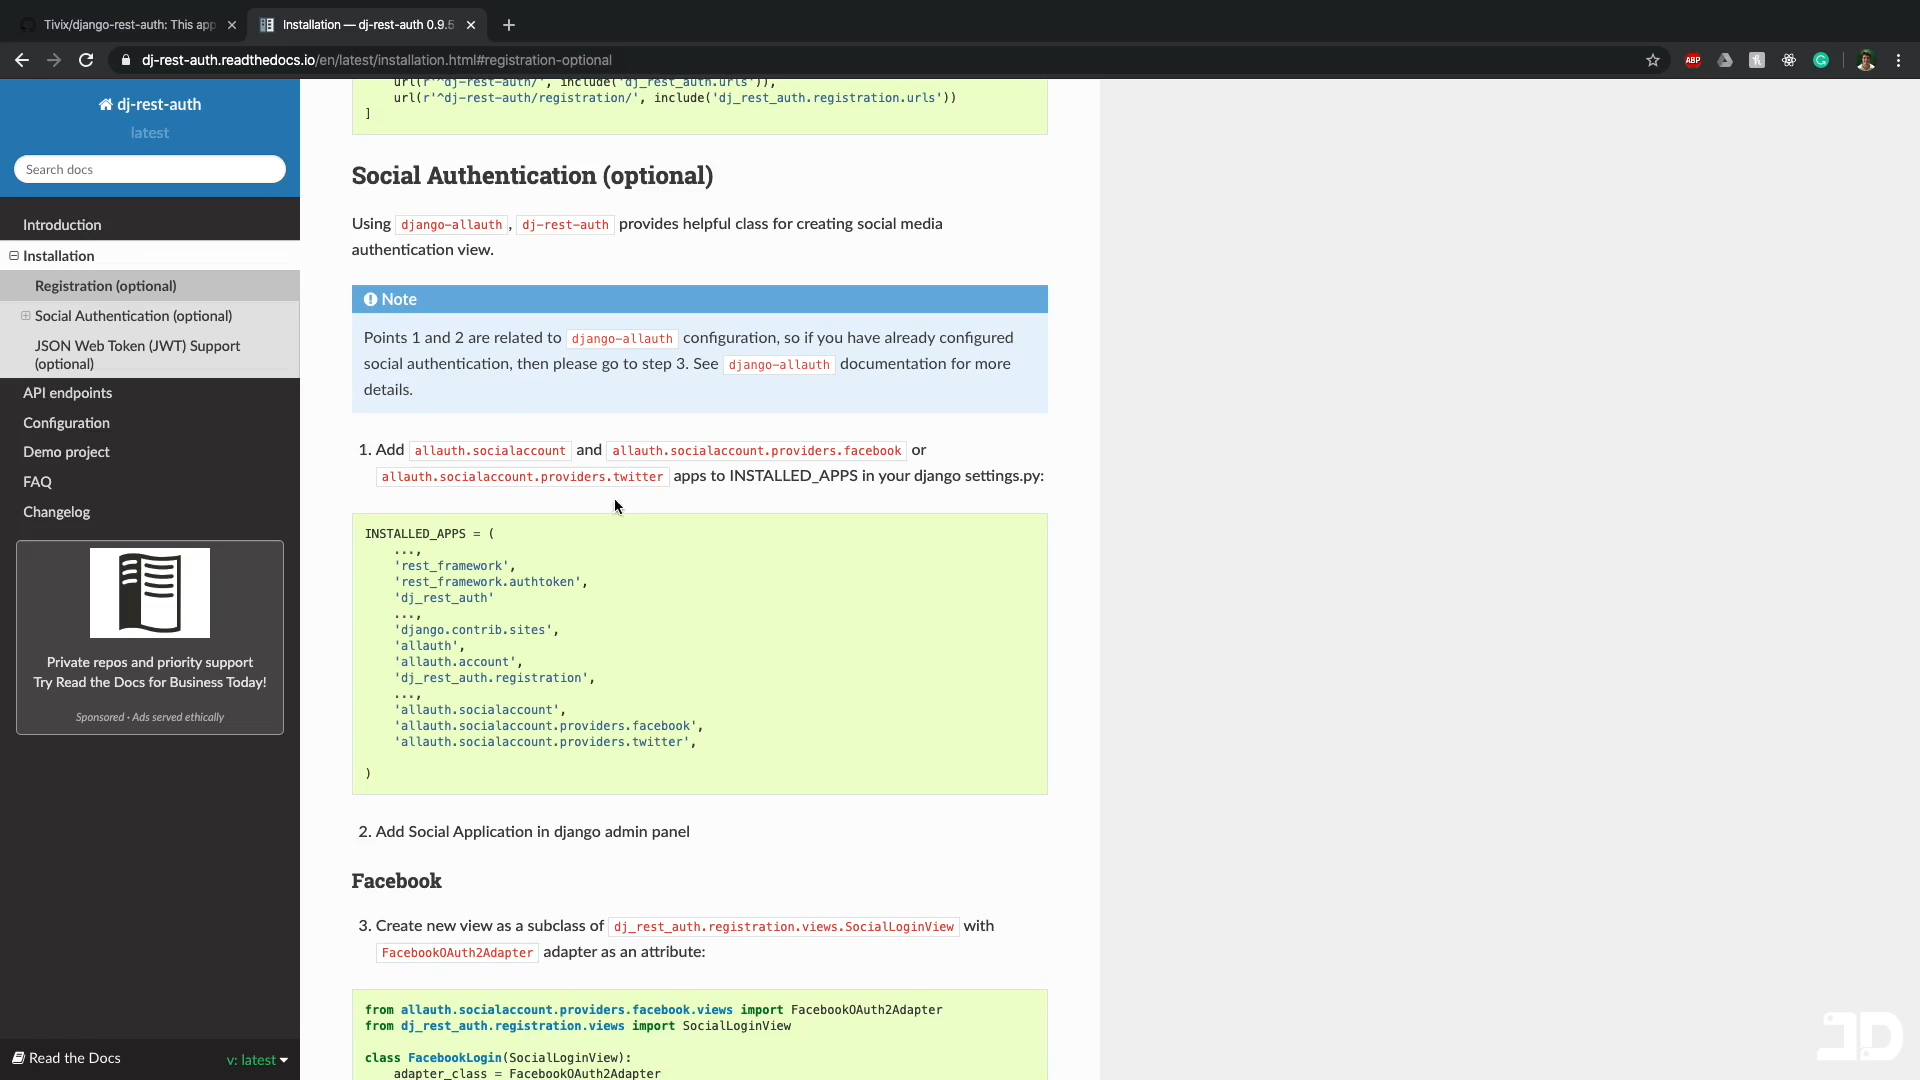 Tivix/django-rest-auth: This app
Installation — dj-rest-auth 0.9.5
dj-rest-auth.readthedocs.io/en/latest/installation.html#registration-optional
ABP
dj-rest-auth
latest
Search docs
Introduction
Installation
Registration (optional)
Social Authentication (optional)
JSON Web Token (JWT) Support
(optional)
API endpoints
Configuration
Demo project
FAQ
Changelog
Private repos and priority support
Try Read the Docs for Business Today!
Sponsored · Ads served ethically
Read the Docs
v: latest
url(r'^dj-rest-auth/', include('dj_rest_auth.urls')),
url(r'^dj-rest-auth/registration/', include('dj_rest_auth.registration.urls'))
]
Social Authentication (optional)
Using django-allauth , dj-rest-auth provides helpful class for creating social media
authentication view.
Note
Points 1 and 2 are related to django-allauth configuration, so if you have already configured
social authentication, then please go to step 3. See django-allauth documentation for more
details.
1. Add allauth.socialaccount and allauth.socialaccount.providers.facebook or
allauth.socialaccount.providers.twitter apps to INSTALLED_APPS in your django settings.py:
INSTALLED_APPS = (
...,
'rest_framework',
'rest_framework.authtoken',
'dj_rest_auth'
...,
'django.contrib.sites',
'allauth',
'allauth.account',
'dj_rest_auth.registration',
...,
'allauth.socialaccount',
'allauth.socialaccount.providers.facebook',
'allauth.socialaccount.providers.twitter',
)
2. Add Social Application in django admin panel
Facebook
3. Create new view as a subclass of dj_rest_auth.registration.views.SocialLoginView with
FacebookOAuth2Adapter adapter as an attribute:
from allauth.socialaccount.providers.facebook.views import FacebookOAuth2Adapter
from dj_rest_auth.registration.views import SocialLoginView
class FacebookLogin(SocialLoginView):
adapter_class = FacebookOAuth2Adapter